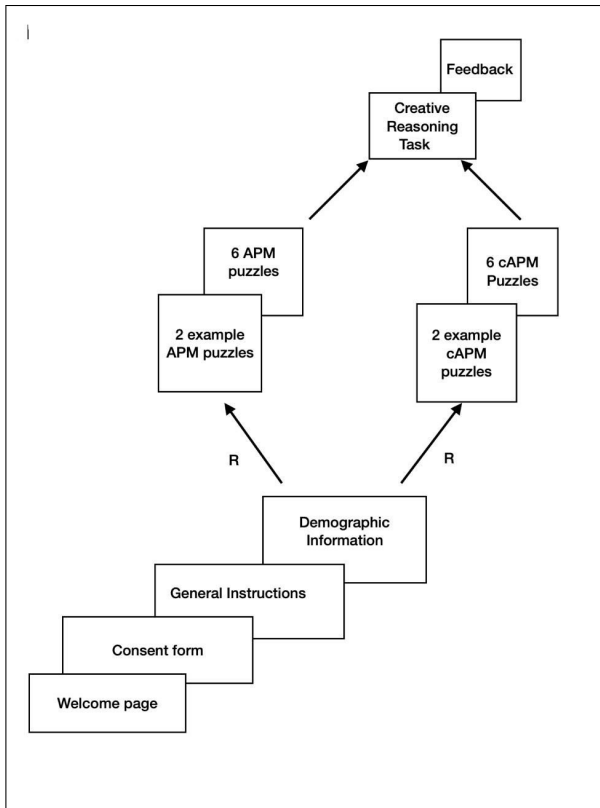 Feedback
Creative
Reasoning
Task
6 APM
puzzles
6 cAPM
Puzzles
2 example
APM puzzles
2 example
cAPM
puzzles
R
R
Demographic
Information
General Instructions
Consent form
Welcome page